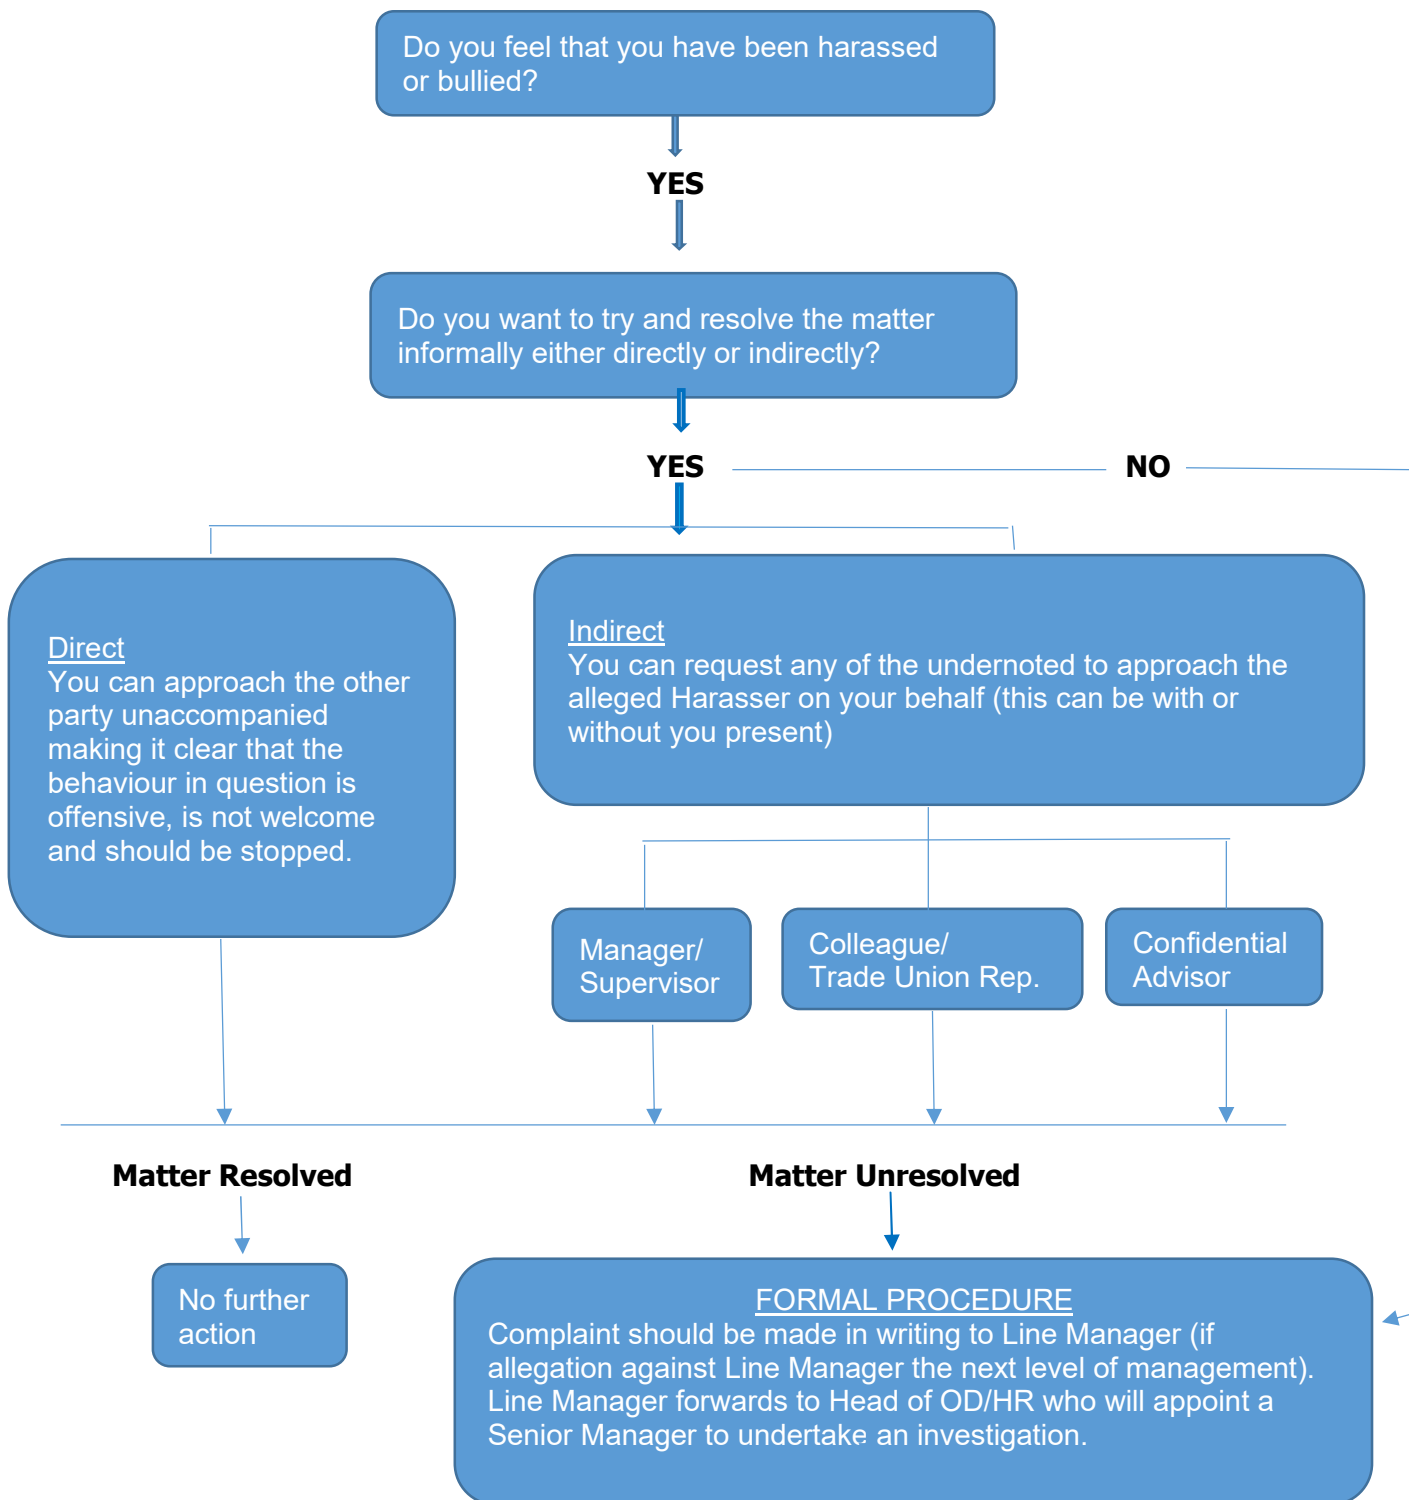 Do you feel that you have been harassed
or bullied?
YES
Do you want to try and resolve the matter
informally either directly or indirectly?
YES
NO
Direct
You can approach the other
party unaccompanied
making it clear that the
behaviour in question is
offensive, is not welcome
and should be stopped.
Indirect
You can request any of the undernoted to approach the
alleged Harasser on your behalf (this can be with or
without you present)
Manager/
Supervisor
Colleague/
Trade Union Rep.
Confidential
Advisor
Matter Resolved
Matter Unresolved
No further
action
FORMAL PROCEDURE
Complaint should be made in writing to Line Manager (if
allegation against Line Manager the next level of management).
Line Manager forwards to Head of OD/HR who will appoint a
Senior Manager to undertake an investigation.